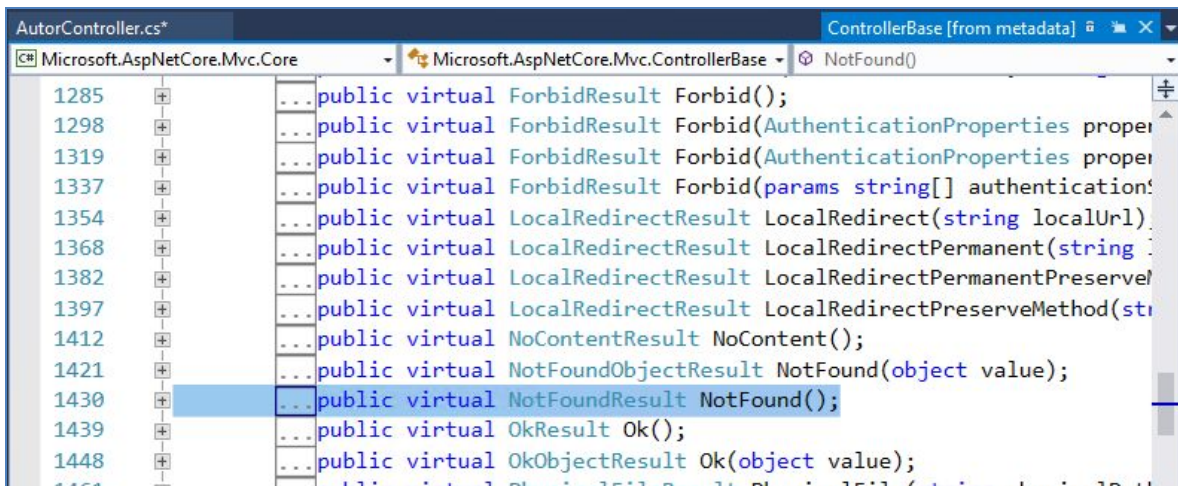 AutorController.cs*
ControllerBase [from metadata]
C# Microsoft.AspNetCore.Mvc.Core
Microsoft.AspNetCore.Mvc.ControllerBase
NotFound()
1285 ...public virtual ForbidResult Forbid();
1298 ...public virtual ForbidResult Forbid(AuthenticationProperties proper
1319 ...public virtual ForbidResult Forbid(AuthenticationProperties proper
1337 ...public virtual ForbidResult Forbid(params string[] authentication
1354 ...public virtual LocalRedirectResult LocalRedirect(string localUrl);
1368 ...public virtual LocalRedirectResult LocalRedirectPermanent(string
1382 ...public virtual LocalRedirectResult LocalRedirectPermanentPreserve
1397 ...public virtual LocalRedirectResult LocalRedirectPreserveMethod(str
1412 ...public virtual NoContentResult NoContent();
1421 ...public virtual NotFoundObjectResult NotFound(object value);
1430 ...public virtual NotFoundResult NotFound();
1439 ...public virtual OkResult Ok();
1448 ...public virtual OkObjectResult Ok(object value);